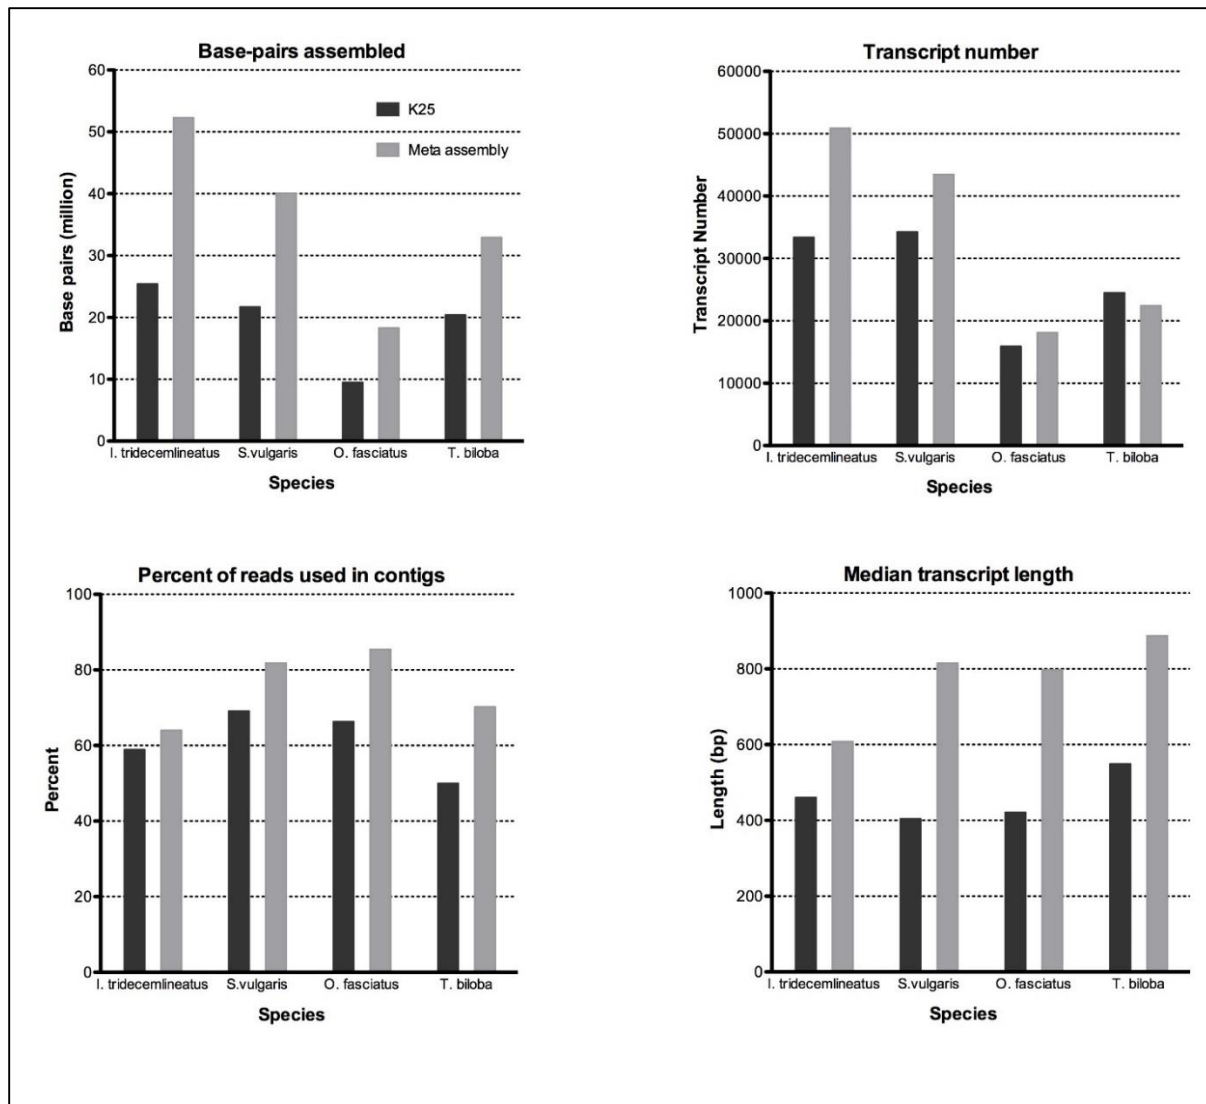 Base-pairs assembled
60
50
40
30
20
10
0
Base pairs (million)
K25
Meta assembly
I. tridecemlineatus S.vulgaris O. fasciatus T. biloba
Species
Transcript number
60000
50000
40000
30000
20000
10000
0
Transcript Number
I. tridecemlineatus S.vulgaris O. fasciatus T. biloba
Species
Percent of reads used in contigs
100
80
60
40
20
0
Percent
I. tridecemlineatus S.vulgaris O. fasciatus T. biloba
Species
Median transcript length
1000
800
600
400
200
0
Length (bp)
I. tridecemlineatus S.vulgaris O. fasciatus T. biloba
Species